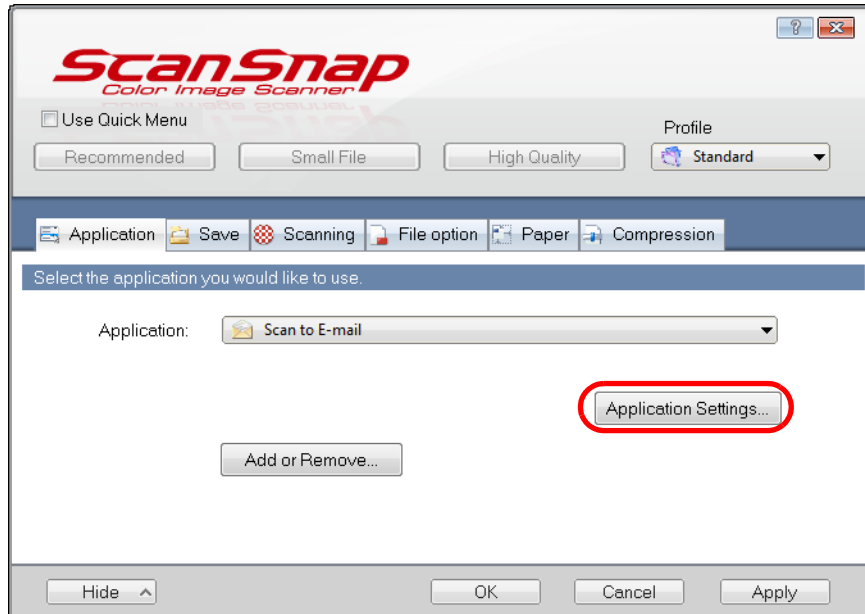 ScanSnap
Color Image Scanner
Use Quick Menu
Profile
Recommended Small File High Quality Standard
Application Save Scanning File option Paper Compression
Select the application you would like to use.
Application: Scan to E-mail
Application Settings...
Add or Remove...
Hide OK Cancel Apply